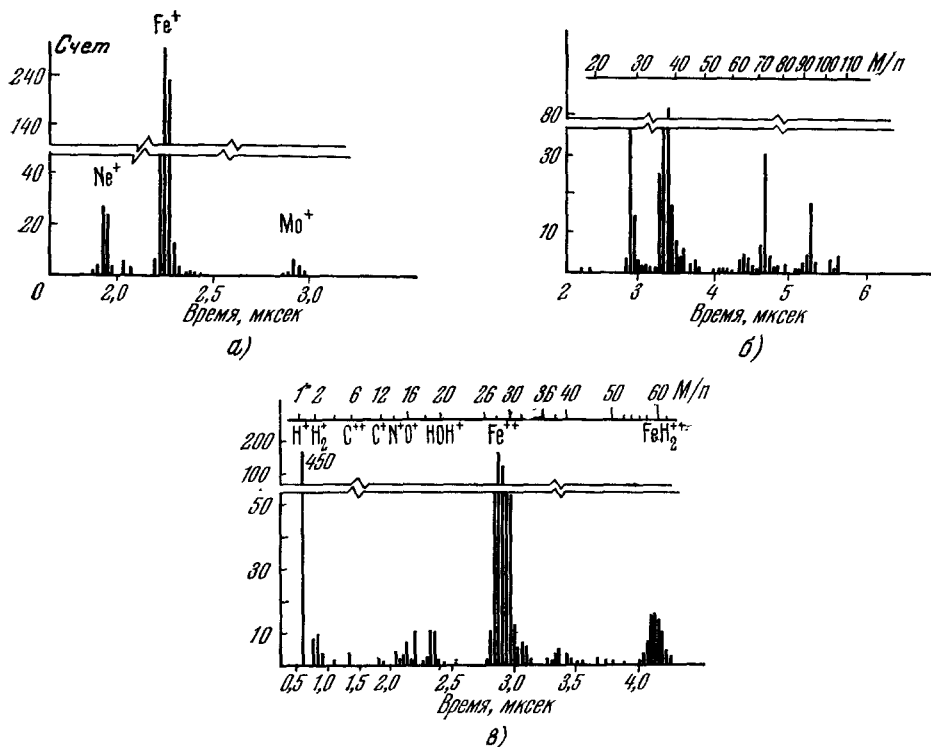 Счет
240
140
40
20
0
Ne⁺
Fe⁺
Mo⁺
2,0 2,5 3,0
Время, мксек
а)
20 30 40 50 60 70 80 90 100 110 М/п
80
30
10
2 3 4 5 6
Время, мксек
б)
1 2 6 12 16 20 26 30 36 40 50 60 М/п
H⁺ H₂⁺ C⁺⁺ C⁺ N⁺ O⁺ HOH⁺ Fe⁺⁺ FeH₂⁺⁺
450
200
100
50
30
10
0,5 1,0 1,5 2,0 2,5 3,0 3,5 4,0
Время, мксек
в)